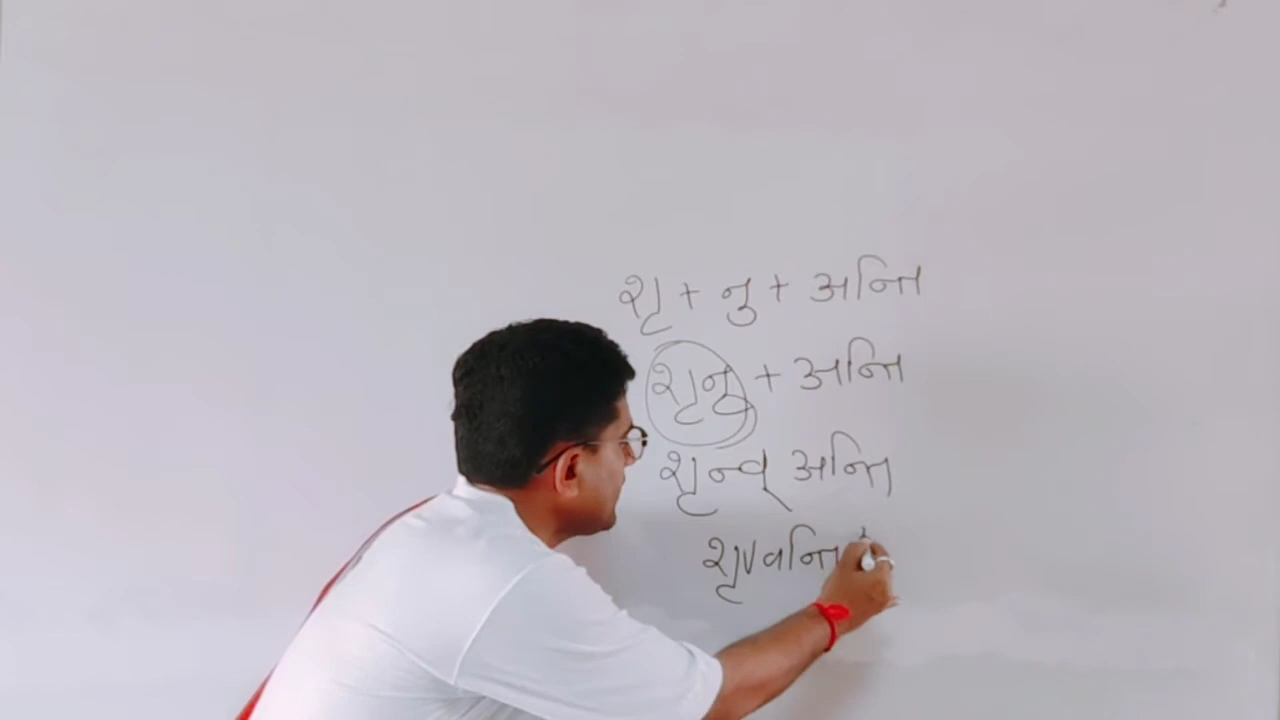 शृ + नु + अन्ति
शृनु + अन्ति
शृन्व् अन्ति
शृण्वन्ति